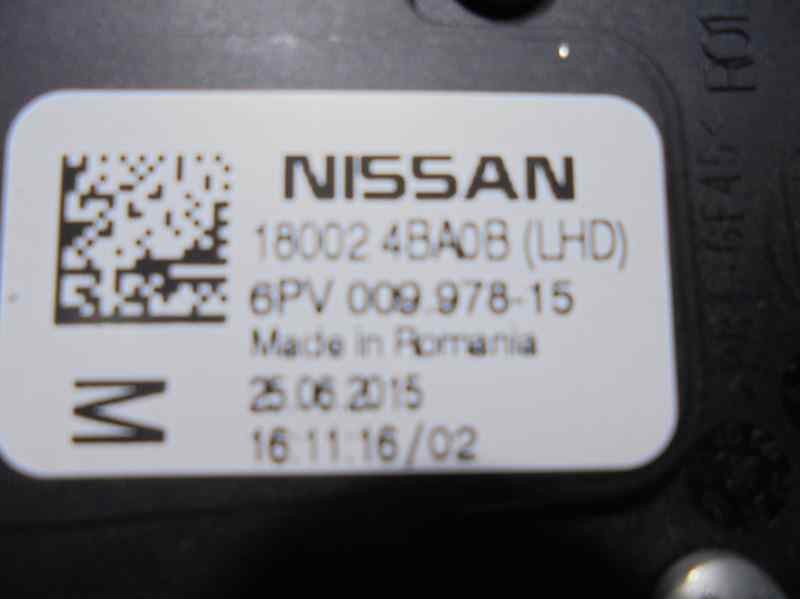 NISSAN
18002 4BA0B (LHD)
6PV 009.978-15
Made in Romania
25.06.2015
16:11:16/02
M